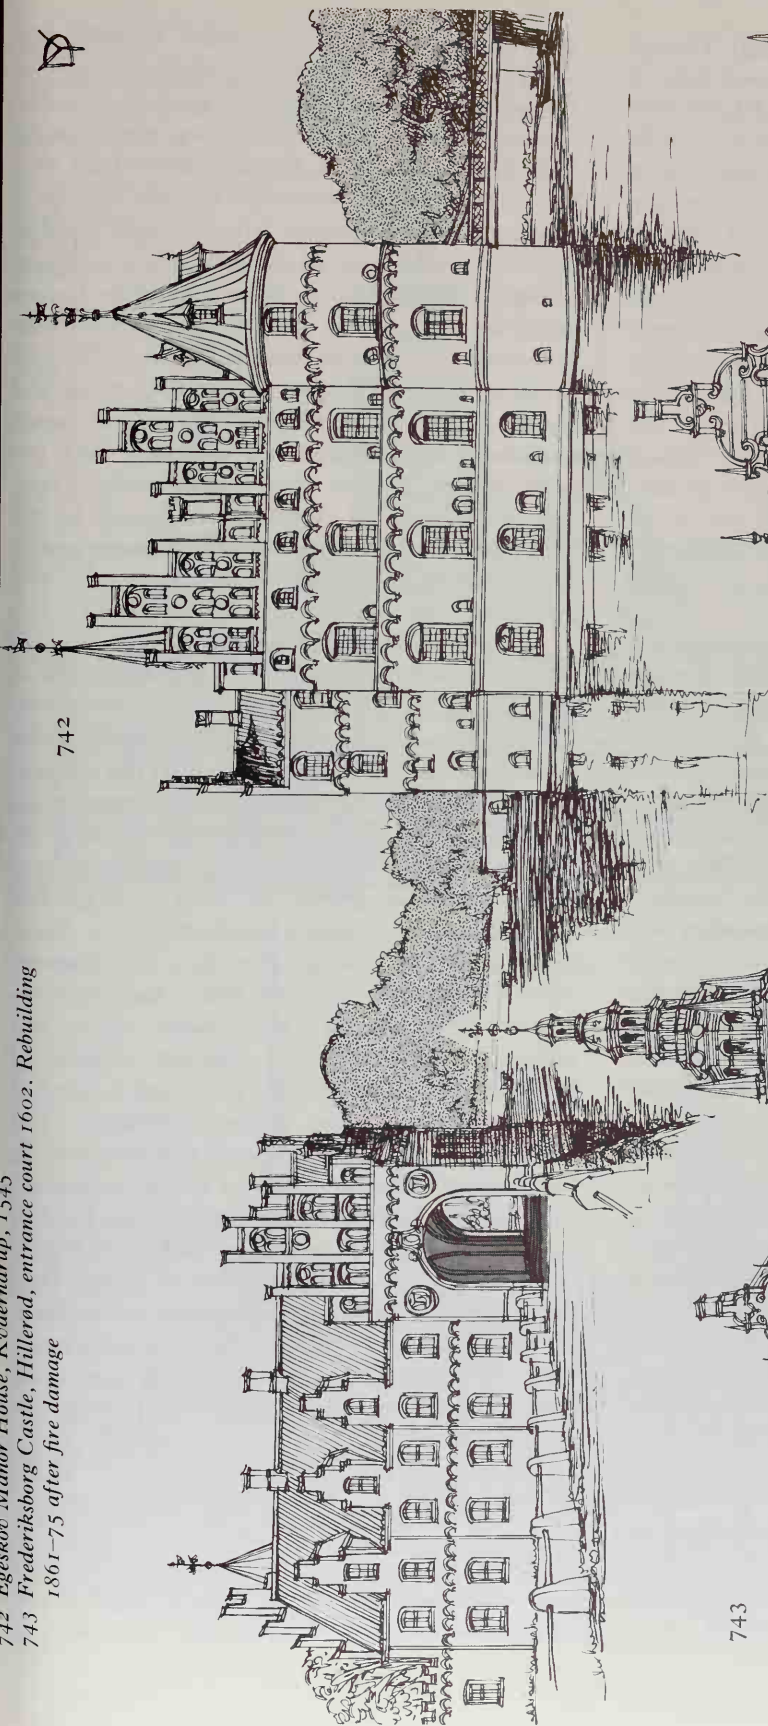 742 Egeskov Manor House, Kvaerndrup, 1545
743 Frederiksborg Castle, Hillerød, entrance court 1602. Rebuilding
1861–75 after fire damage
742
743